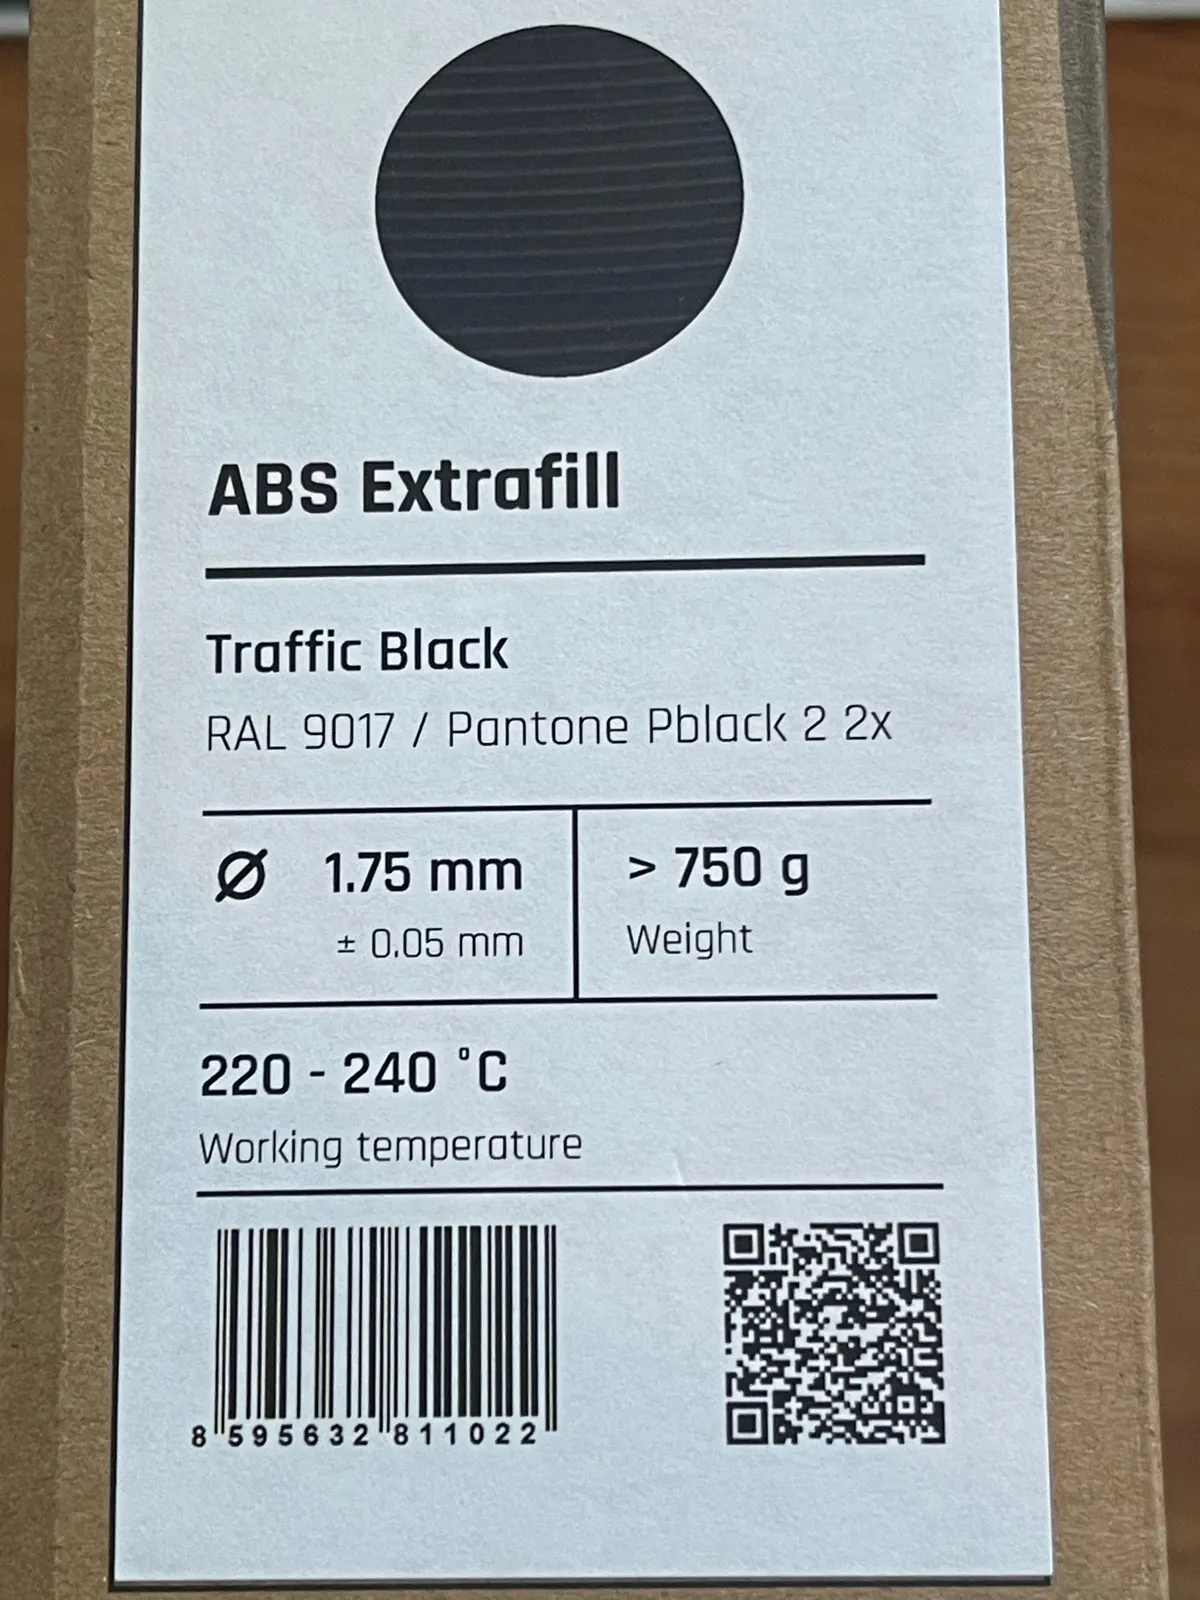 ABS Extrafill
Traffic Black
RAL 9017 / Pantone Pblack 2 2x
Ø 1.75 mm
± 0.05 mm
> 750 g
Weight
220 - 240 °C
Working temperature
8 595632 811022